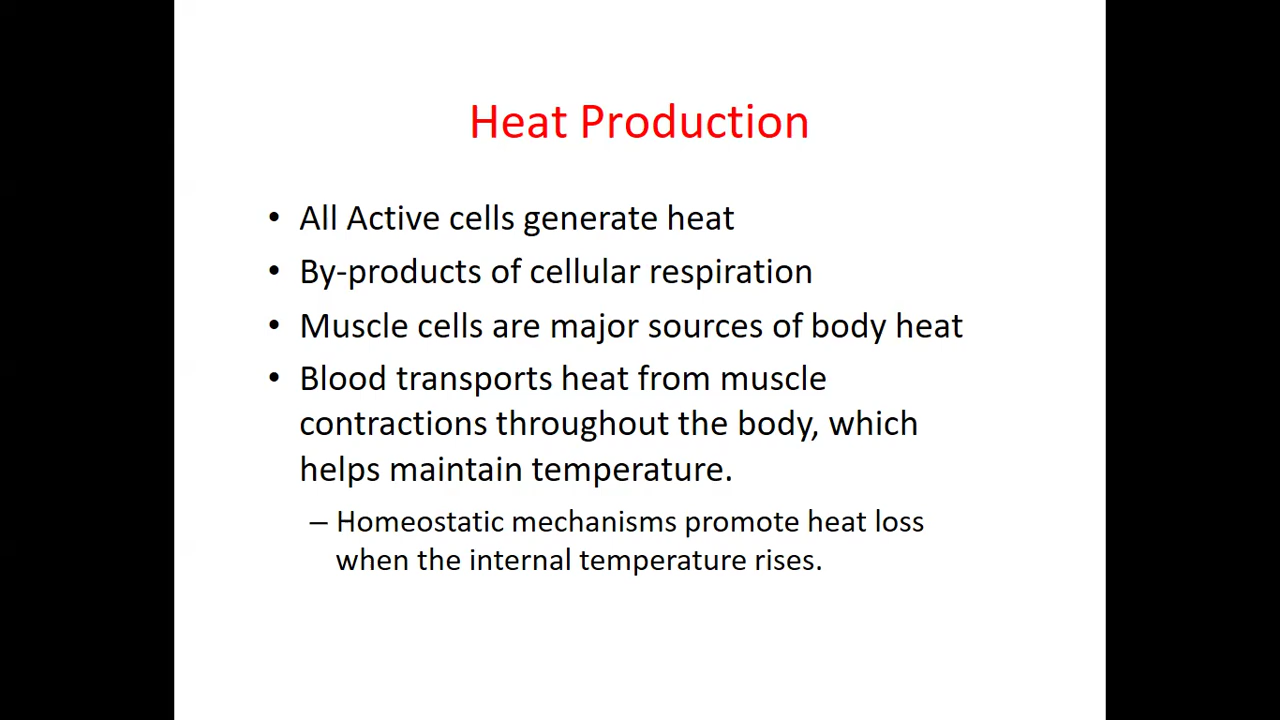 Heat Production
• All Active cells generate heat
• By-products of cellular respiration
• Muscle cells are major sources of body heat
• Blood transports heat from muscle
contractions throughout the body, which
helps maintain temperature.
– Homeostatic mechanisms promote heat loss
when the internal temperature rises.